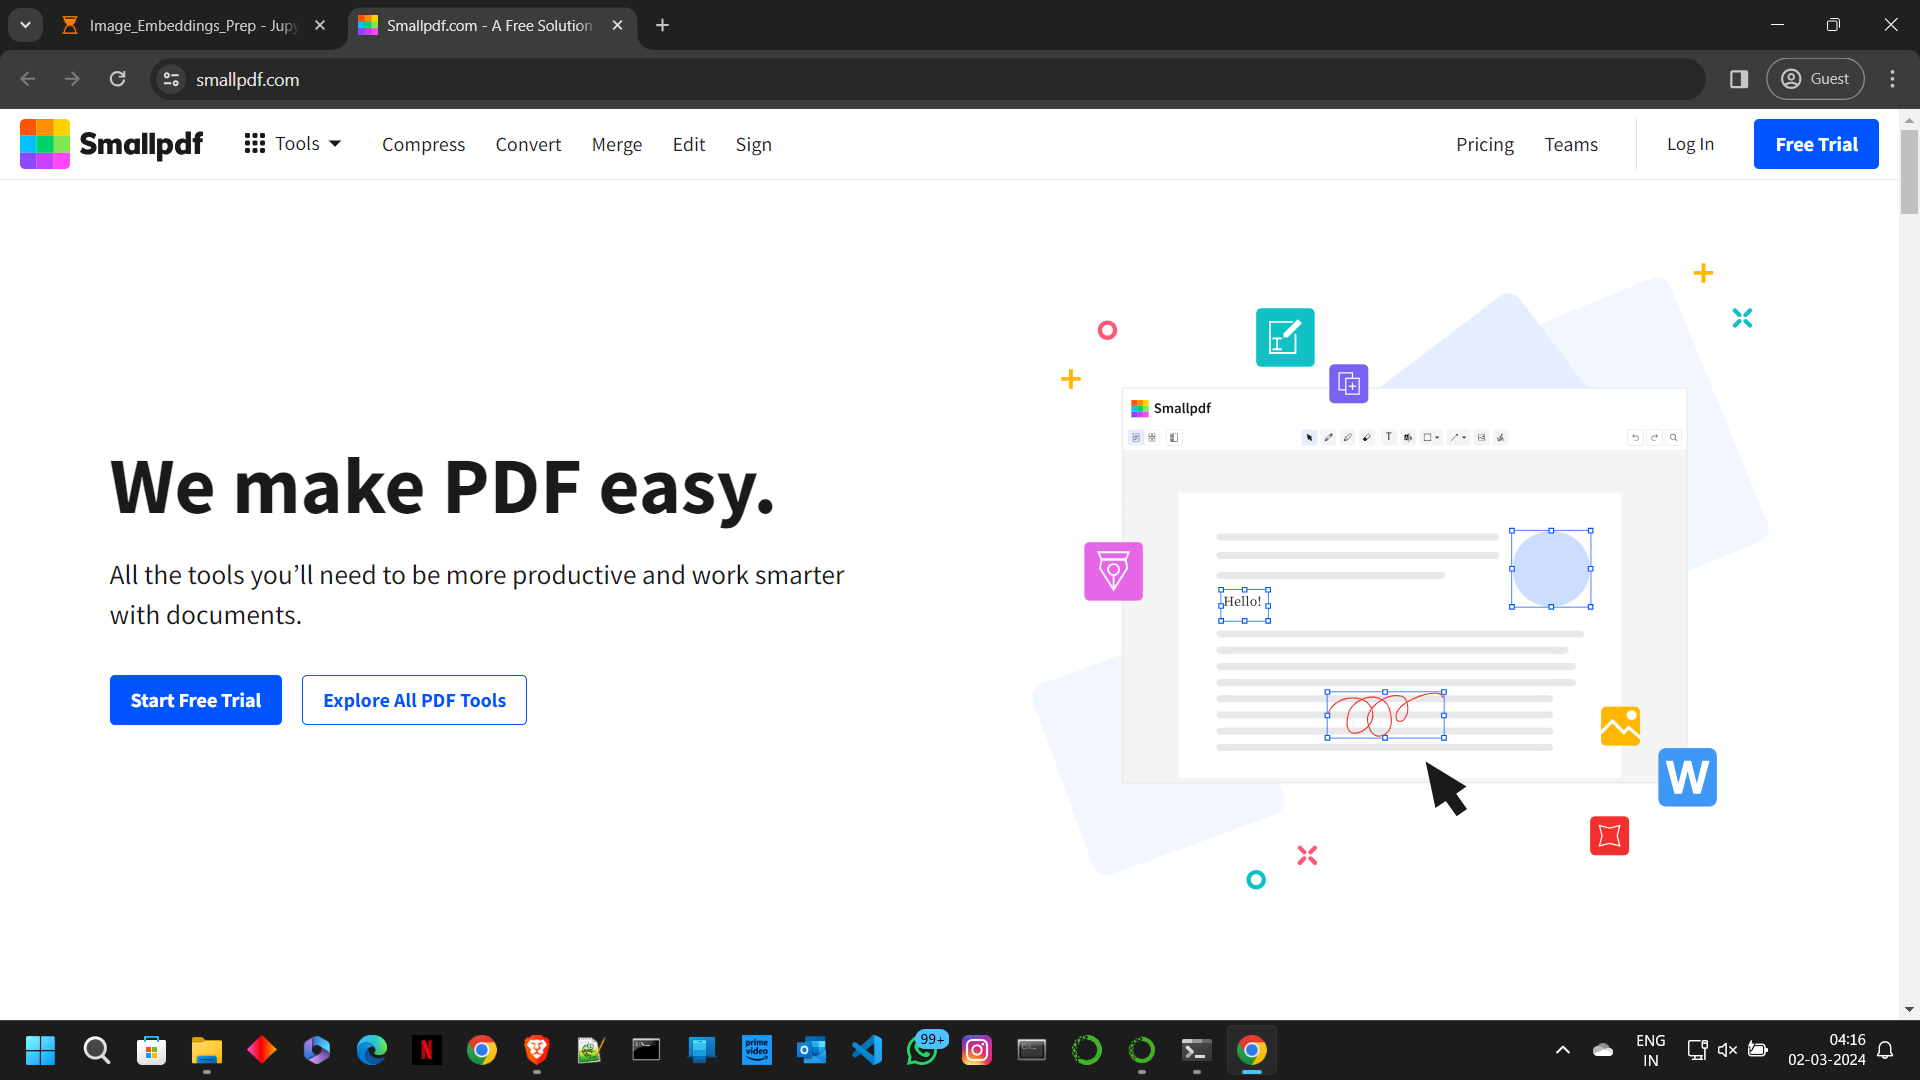 Image_Embeddings_Prep - Jupy
Smallpdf.com - A Free Solution
smallpdf.com
Guest
Smallpdf
Tools
Compress
Convert
Merge
Edit
Sign
Pricing
Teams
Log In
Free Trial
We make PDF easy.
All the tools you’ll need to be more productive and work smarter
with documents.
Start Free Trial
Explore All PDF Tools
Smallpdf
T
Hello!
W
N
prime
video
99+
ENG
IN
04:16
02-03-2024